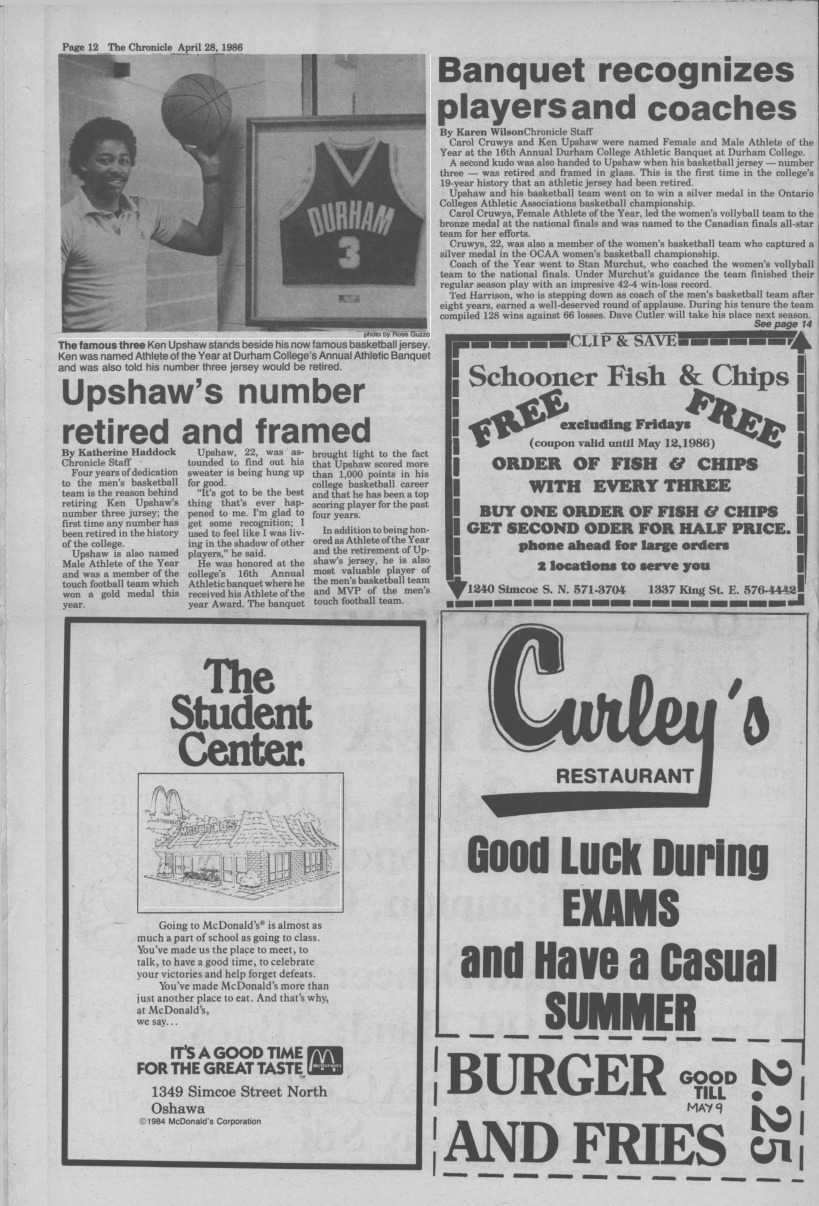 Page 12 The Chronicle April 28, 1986
DURHAM
3
photo by Rose Guzzo
The famous three Ken Upshaw stands beside his now famous basketball jersey.
Ken was named Athlete of the Year at Durham College's Annual Athletic Banquet
and was also told his number three jersey would be retired.
Upshaw's number
retired and framed
By Katherine Haddock
Chronicle Staff
Four years of dedication
to the men's basketball
team is the reason behind
retiring Ken Upshaw's
number three jursey; the
first time any number has
been retired in the history
of the college.
Upshaw is also named
Male Athlete of the Year
and was a member of the
touch football team which
won a gold medal this
year.
Upshaw, 22, was as-
tounded to find out his
sweater is being hung up
for good.
"It's got to be the best
thing that's ever hap-
pened to me. I'm glad to
get some recognition; I
used to feel like I was liv-
ing in the shadow of other
players," he said.
He was honored at the
college's 16th Annual
Athletic banquet where he
received his Athlete of the
year Award. The banquet
brought light to the fact
that Upshaw scored more
than 1,000 points in his
college basketball career
and that he has been a top
scoring player for the past
four years.
In addition to being hon-
ored as Athlete of the Year
and the retirement of Up-
shaw's jersey, he is also
most valuable player of
the men's basketball team
and MVP of the men's
touch football team.
Banquet recognizes
players and coaches
By Karen WilsonChronicle Staff
Carol Cruwys and Ken Upshaw were named Female and Male Athlete of the
Year at the 16th Annual Durham College Athletic Banquet at Durham College.
A second kudo was also handed to Upshaw when his basketball jersey — number
three — was retired and framed in glass. This is the first time in the college's
19-year history that an athletic jersey had been retired.
Upshaw and his basketball team went on to win a silver medal in the Ontario
Colleges Athletic Associations basketball championship.
Carol Cruwys, Female Athlete of the Year, led the women's vollyball team to the
bronze medal at the national finals and was named to the Canadian finals all-star
team for her efforts.
Cruwys, 22, was also a member of the women's basketball team who captured a
silver medal in the OCAA women's basketball championship.
Coach of the Year went to Stan Murchut, who coached the women's vollyball
team to the national finals. Under Murchut's guidance the team finished their
regular season play with an impresive 42-4 win-loss record.
Ted Harrison, who is stepping down as coach of the men's basketball team after
eight years, earned a well-deserved round of applause. During his tenure the team
compiled 128 wins against 66 losses. Dave Cutler will take his place next season.
See page 14
CLIP & SAVE
Schooner Fish & Chips
FREE FREE
excluding Fridays
(coupon valid until May 12,1986)
ORDER OF FISH & CHIPS
WITH EVERY THREE
BUY ONE ORDER OF FISH & CHIPS
GET SECOND ODER FOR HALF PRICE.
phone ahead for large orders
2 locations to serve you
1240 Simcoe S. N. 571-3704 1337 King St. E. 576-4442
The
Student
Center.
McDonald's
Going to McDonald's® is almost as
much a part of school as going to class.
You've made us the place to meet, to
talk, to have a good time, to celebrate
your victories and help forget defeats.
You've made McDonald's more than
just another place to eat. And that's why,
at McDonald's,
we say...
IT'S A GOOD TIME
FOR THE GREAT TASTE
McDonald's
1349 Simcoe Street North
Oshawa
©1984 McDonald's Corporation
Curley's
RESTAURANT
Good Luck During
EXAMS
and Have a Casual
SUMMER
BURGER
AND FRIES
GOOD
TILL
MAY 9
2.25